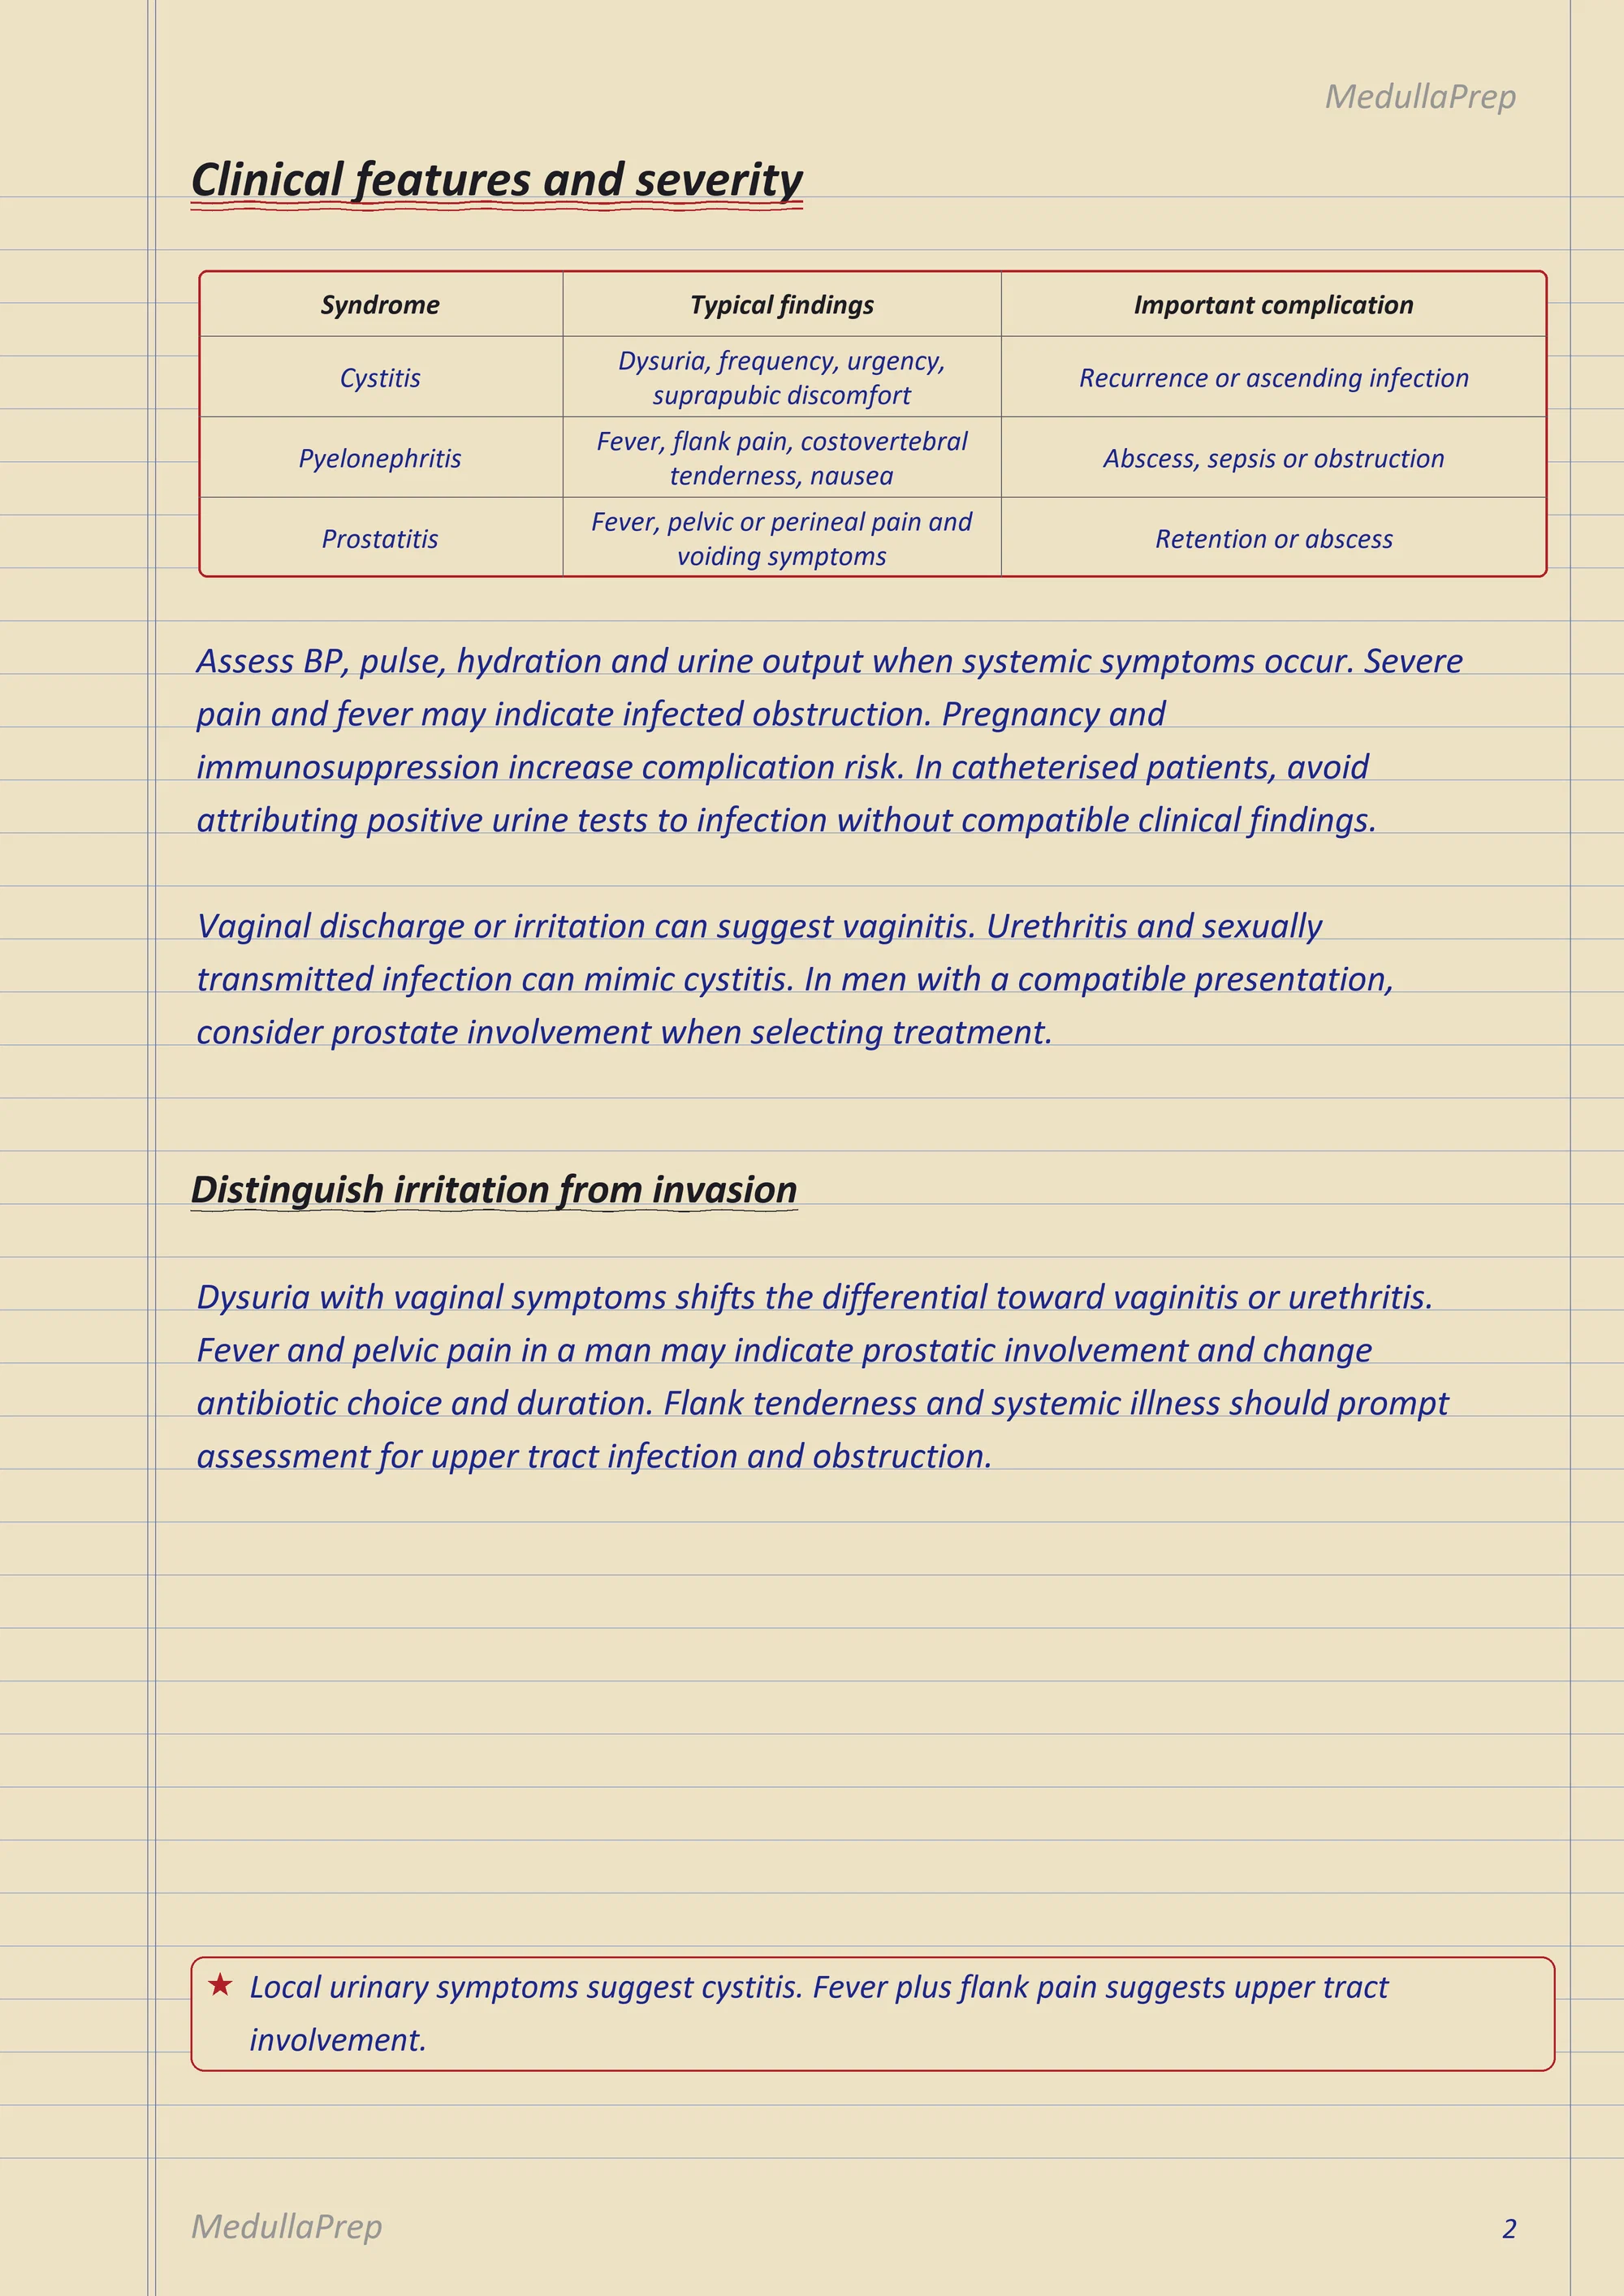 MedullaPrep
Clinical features and severity
Syndrome Typical findings Important complication
Cystitis Dysuria, frequency, urgency, suprapubic discomfort Recurrence or ascending infection
Pyelonephritis Fever, flank pain, costovertebral tenderness, nausea Abscess, sepsis or obstruction
Prostatitis Fever, pelvic or perineal pain and voiding symptoms Retention or abscess
Assess BP, pulse, hydration and urine output when systemic symptoms occur. Severe
pain and fever may indicate infected obstruction. Pregnancy and
immunosuppression increase complication risk. In catheterised patients, avoid
attributing positive urine tests to infection without compatible clinical findings.
Vaginal discharge or irritation can suggest vaginitis. Urethritis and sexually
transmitted infection can mimic cystitis. In men with a compatible presentation,
consider prostate involvement when selecting treatment.
Distinguish irritation from invasion
Dysuria with vaginal symptoms shifts the differential toward vaginitis or urethritis.
Fever and pelvic pain in a man may indicate prostatic involvement and change
antibiotic choice and duration. Flank tenderness and systemic illness should prompt
assessment for upper tract infection and obstruction.
★ Local urinary symptoms suggest cystitis. Fever plus flank pain suggests upper tract
involvement.
MedullaPrep 2